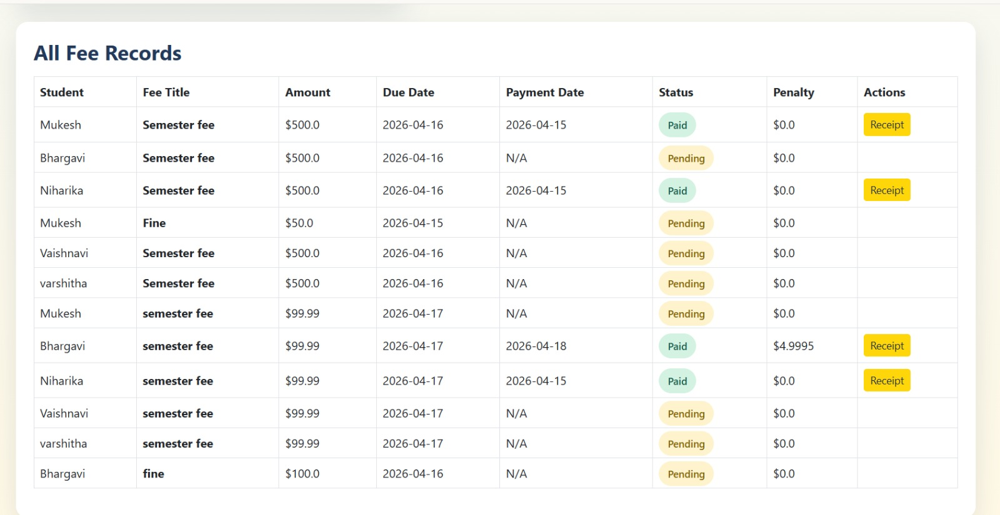 All Fee Records
Student Fee Title Amount Due Date Payment Date Status Penalty Actions
Mukesh Semester fee $500.0 2026-04-16 2026-04-15 Paid $0.0 Receipt
Bhargavi Semester fee $500.0 2026-04-16 N/A Pending $0.0
Niharika Semester fee $500.0 2026-04-16 2026-04-15 Paid $0.0 Receipt
Mukesh Fine $50.0 2026-04-15 N/A Pending $0.0
Vaishnavi Semester fee $500.0 2026-04-16 N/A Pending $0.0
varshitha Semester fee $500.0 2026-04-16 N/A Pending $0.0
Mukesh semester fee $99.99 2026-04-17 N/A Pending $0.0
Bhargavi semester fee $99.99 2026-04-17 2026-04-18 Paid $4.9995 Receipt
Niharika semester fee $99.99 2026-04-17 2026-04-15 Paid $0.0 Receipt
Vaishnavi semester fee $99.99 2026-04-17 N/A Pending $0.0
varshitha semester fee $99.99 2026-04-17 N/A Pending $0.0
Bhargavi fine $100.0 2026-04-16 N/A Pending $0.0